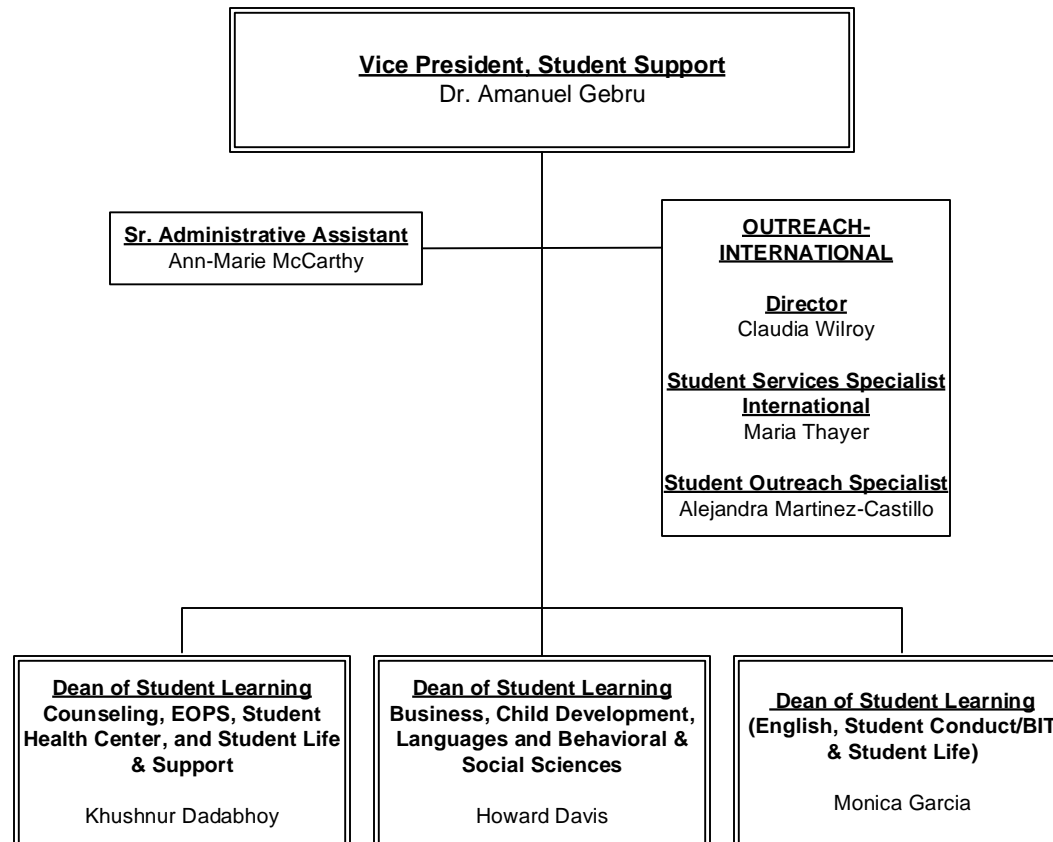 Vice President, Student Support
Dr. Amanuel Gebru
Sr. Administrative Assistant
Ann-Marie McCarthy
OUTREACH-
INTERNATIONAL
Director
Claudia Wilroy
Student Services Specialist
International
Maria Thayer
Student Outreach Specialist
Alejandra Martinez-Castillo
Dean of Student Learning
Counseling, EOPS, Student
Health Center, and Student Life
& Support
Khushnur Dadabhoy
Dean of Student Learning
Business, Child Development,
Languages and Behavioral &
Social Sciences
Howard Davis
Dean of Student Learning
(English, Student Conduct/BIT
& Student Life)
Monica Garcia